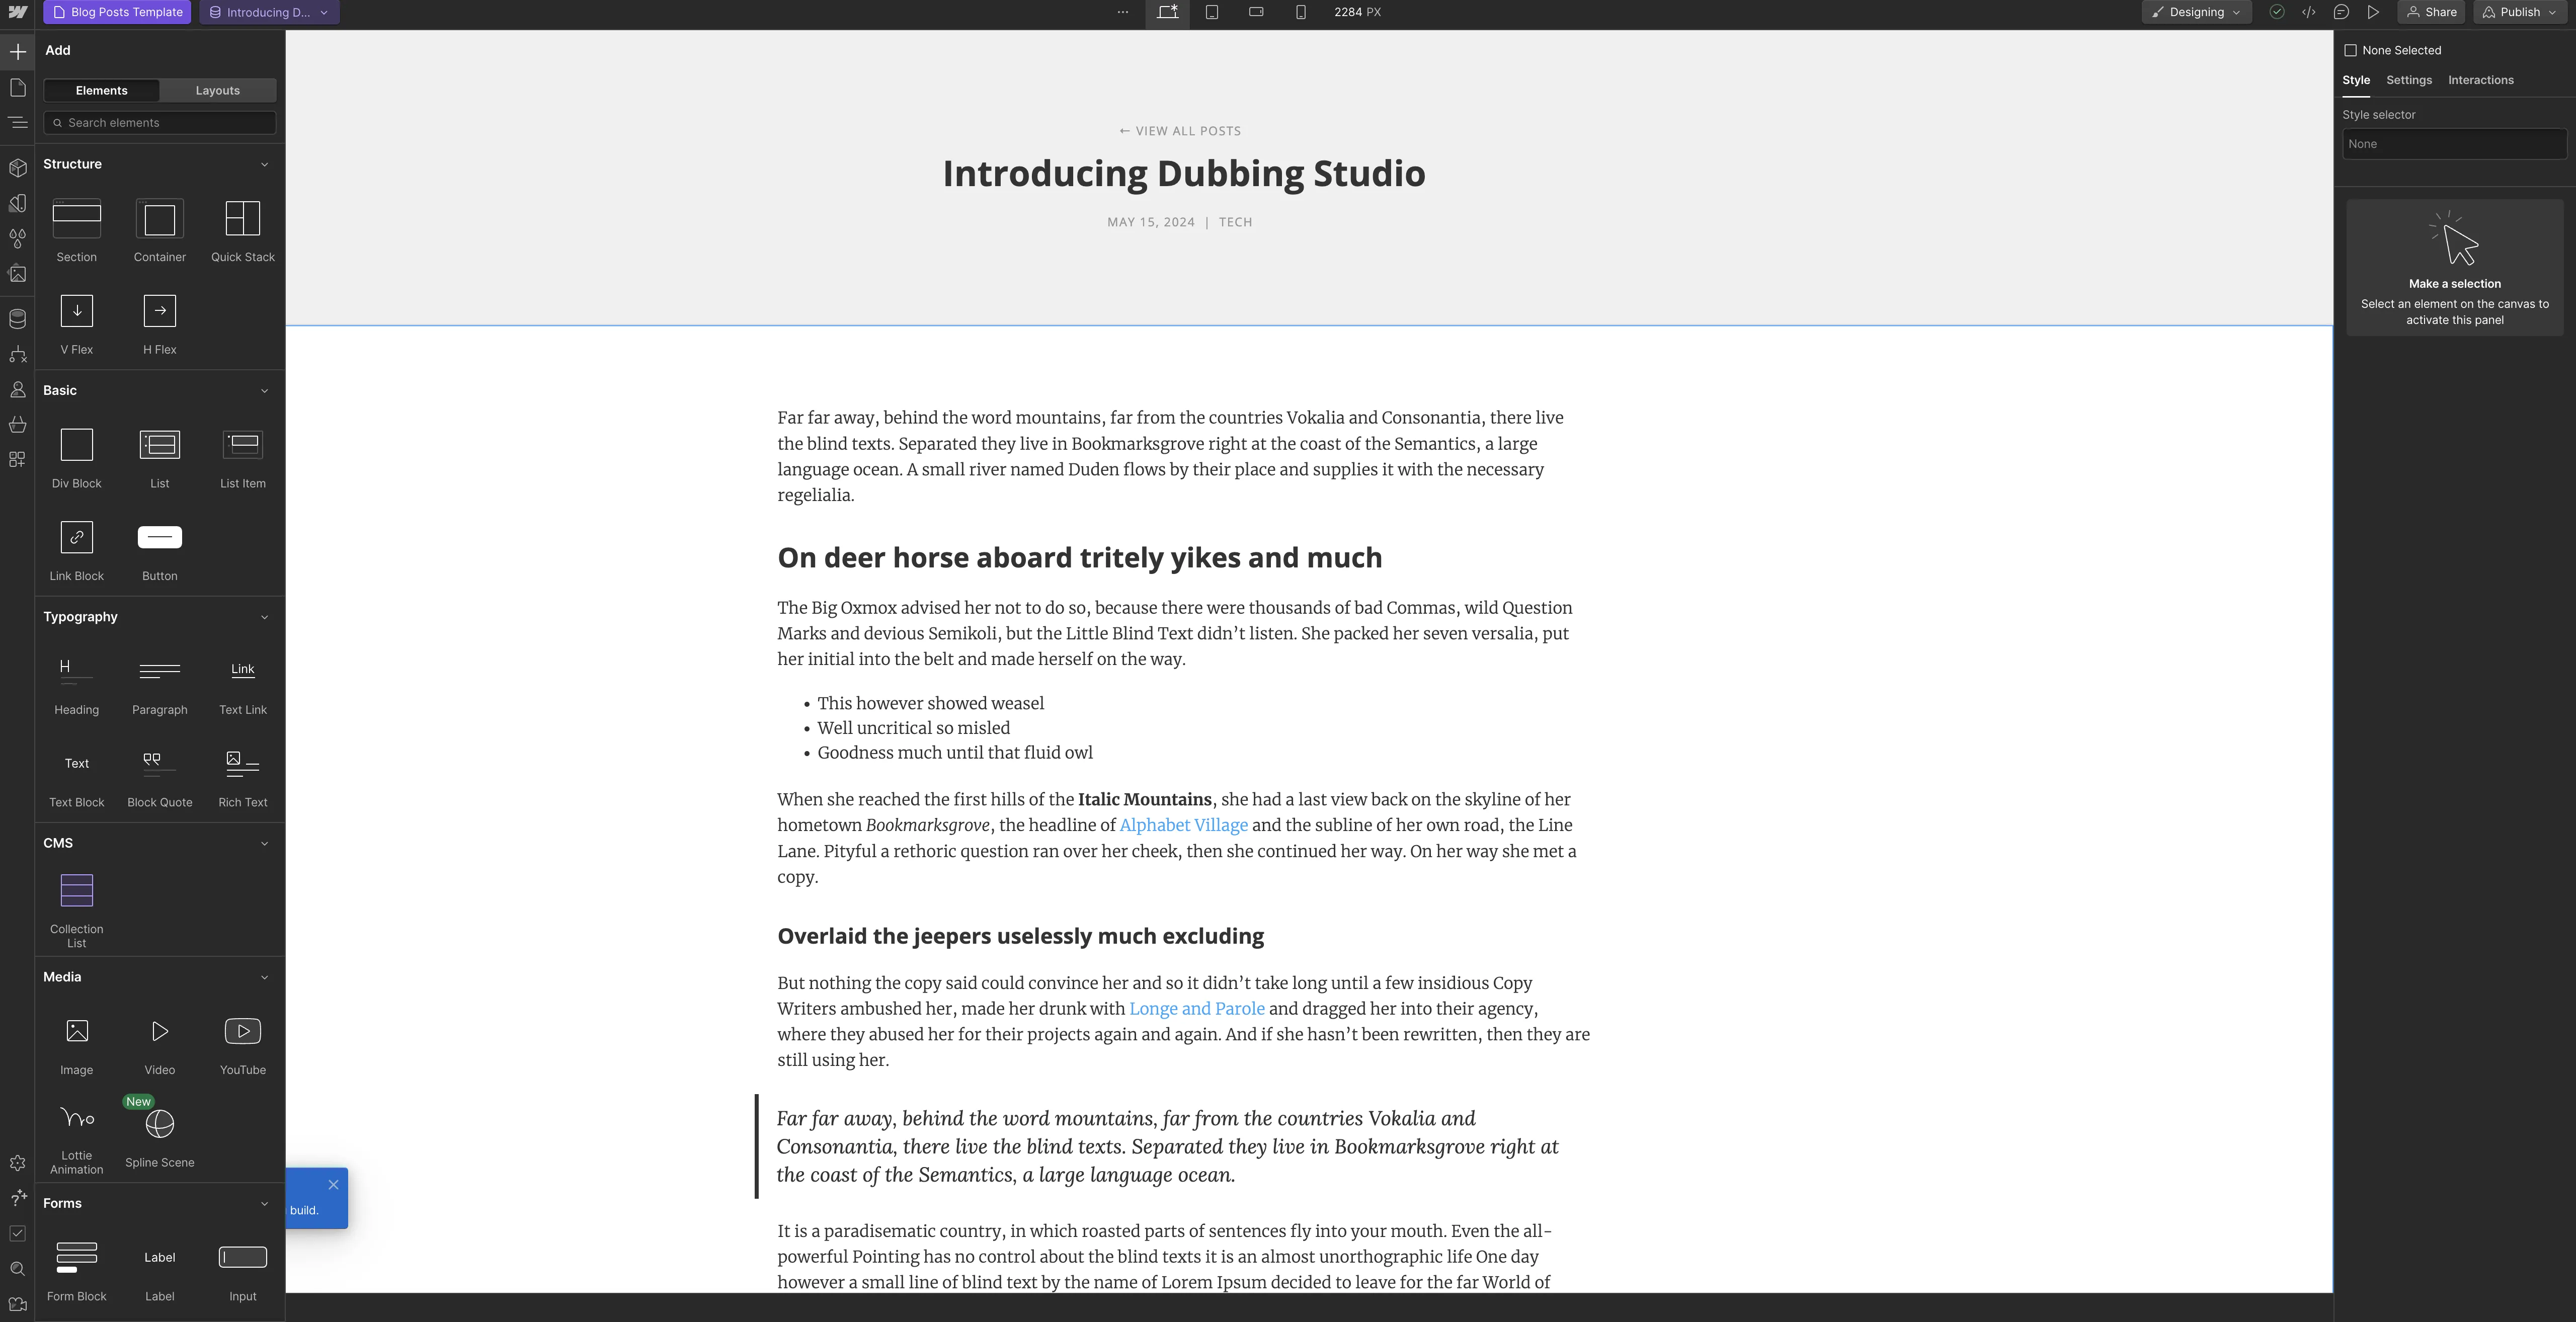 Blog Posts Template
Introducing D...
··· 2284 PX
Designing
Share
Publish
Add
Elements
Layouts
Search elements
Structure
Section
Container
Quick Stack
V Flex
H Flex
Basic
Div Block
List
List Item
Link Block
Button
Typography
H
Link
Heading
Paragraph
Text Link
Text
Text Block
Block Quote
Rich Text
CMS
Collection
List
Media
Image
Video
YouTube
New
Lottie
Animation
Spline Scene
Forms
Label
Form Block
Label
Input
← VIEW ALL POSTS
Introducing Dubbing Studio
MAY 15, 2024 | TECH
Far far away, behind the word mountains, far from the countries Vokalia and Consonantia, there live
the blind texts. Separated they live in Bookmarksgrove right at the coast of the Semantics, a large
language ocean. A small river named Duden flows by their place and supplies it with the necessary
regelialia.
On deer horse aboard tritely yikes and much
The Big Oxmox advised her not to do so, because there were thousands of bad Commas, wild Question
Marks and devious Semikoli, but the Little Blind Text didn’t listen. She packed her seven versalia, put
her initial into the belt and made herself on the way.
• This however showed weasel
• Well uncritical so misled
• Goodness much until that fluid owl
When she reached the first hills of the Italic Mountains, she had a last view back on the skyline of her
hometown Bookmarksgrove, the headline of Alphabet Village and the subline of her own road, the Line
Lane. Pityful a rethoric question ran over her cheek, then she continued her way. On her way she met a
copy.
Overlaid the jeepers uselessly much excluding
But nothing the copy said could convince her and so it didn’t take long until a few insidious Copy
Writers ambushed her, made her drunk with Longe and Parole and dragged her into their agency,
where they abused her for their projects again and again. And if she hasn’t been rewritten, then they are
still using her.
Far far away, behind the word mountains, far from the countries Vokalia and
Consonantia, there live the blind texts. Separated they live in Bookmarksgrove right at
the coast of the Semantics, a large language ocean.
build.
It is a paradisematic country, in which roasted parts of sentences fly into your mouth. Even the all-
powerful Pointing has no control about the blind texts it is an almost unorthographic life One day
however a small line of blind text by the name of Lorem Ipsum decided to leave for the far World of
None Selected
Style
Settings
Interactions
Style selector
None
Make a selection
Select an element on the canvas to
activate this panel